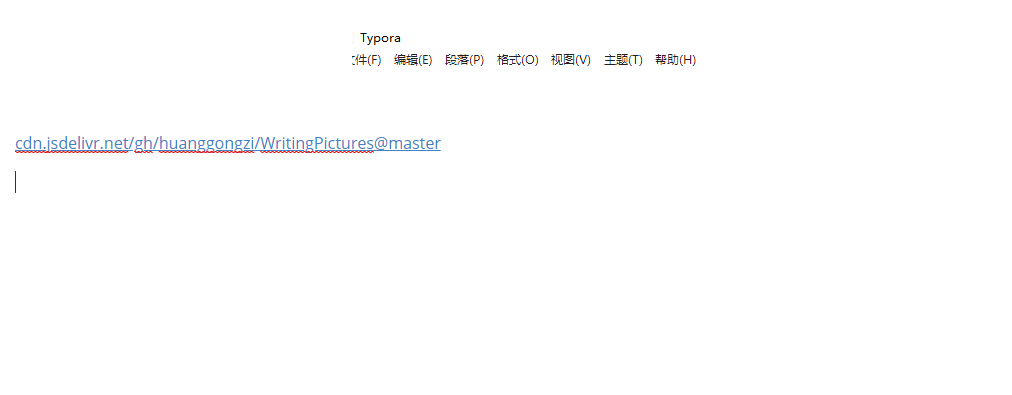 Typora
件(F) 编辑(E) 段落(P) 格式(O) 视图(V) 主题(T) 帮助(H)
cdn.jsdelivr.net/gh/huanggongzi/WritingPictures@master